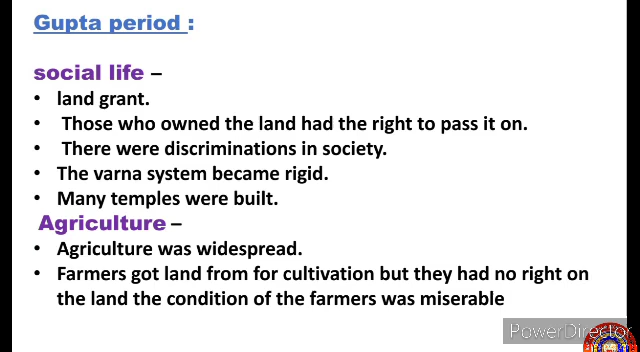 Gupta period :
social life –
• land grant.
• Those who owned the land had the right to pass it on.
• There were discriminations in society.
• The varna system became rigid.
• Many temples were built.
Agriculture –
• Agriculture was widespread.
• Farmers got land from for cultivation but they had no right on
the land the condition of the farmers was miserable
PowerDirector